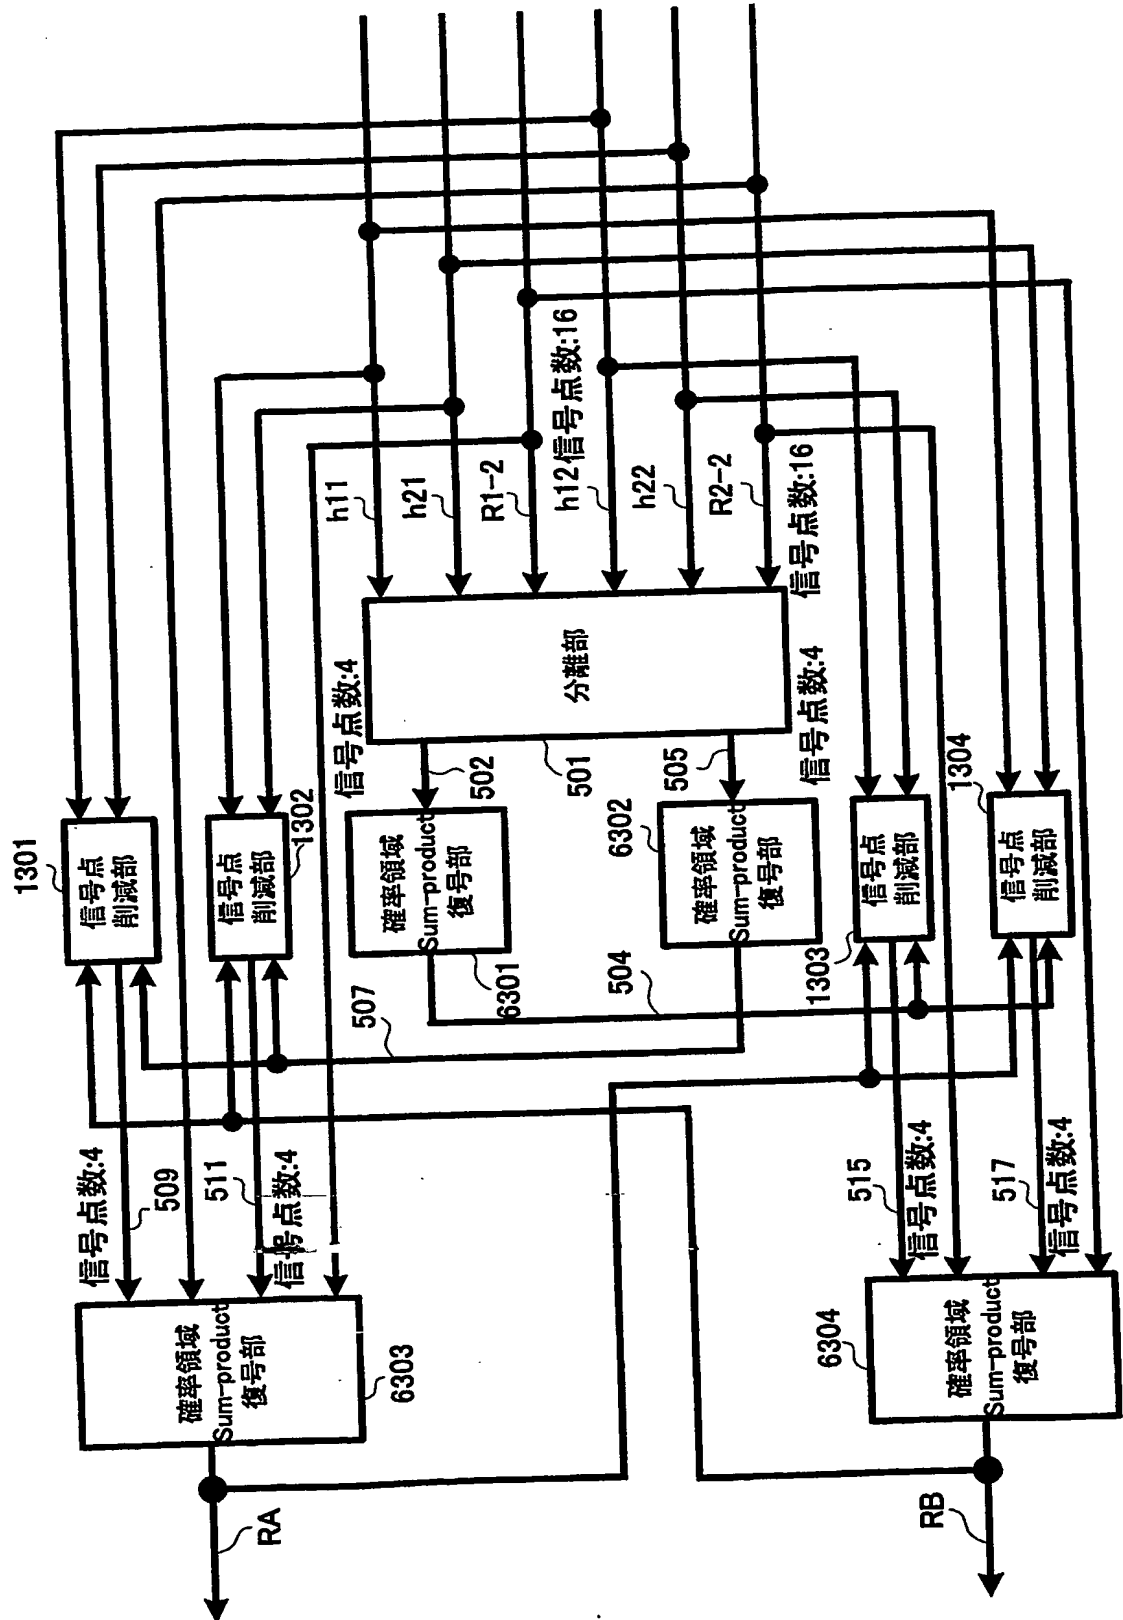 h11
h21
R1-2
h12
信号点数:16
h22
R2-2
信号点数:16
分離部
501
信号点数:4
502
信号点数:4
505
1301
信号点
削減部
信号点
削減部
1302
確率領域
Sum-product
復号部
6301
6302
確率領域
Sum-product
復号部
1303
信号点
削減部
1304
信号点
削減部
507
504
信号点数:4
509
511
信号点数:4
515
信号点数:4
517
信号点数:4
確率領域
Sum-product
復号部
6303
6304
確率領域
Sum-product
復号部
RA
RB